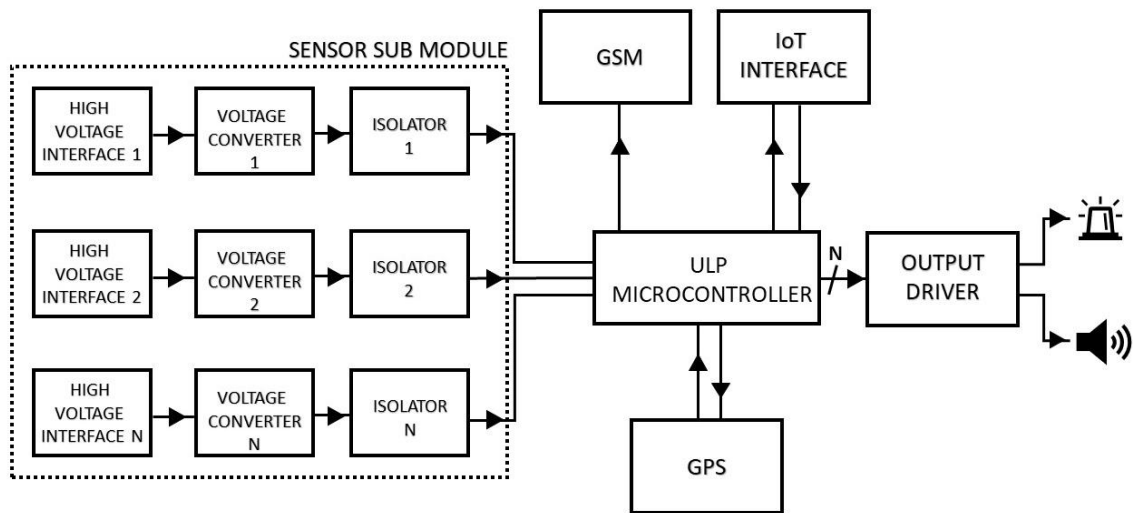 SENSOR SUB MODULE
HIGH
VOLTAGE
INTERFACE 1
VOLTAGE
CONVERTER
1
ISOLATOR
1
HIGH
VOLTAGE
INTERFACE 2
VOLTAGE
CONVERTER
2
ISOLATOR
2
HIGH
VOLTAGE
INTERFACE N
VOLTAGE
CONVERTER
N
ISOLATOR
N
GSM
IoT
INTERFACE
ULP
MICROCONTROLLER
N
OUTPUT
DRIVER
GPS